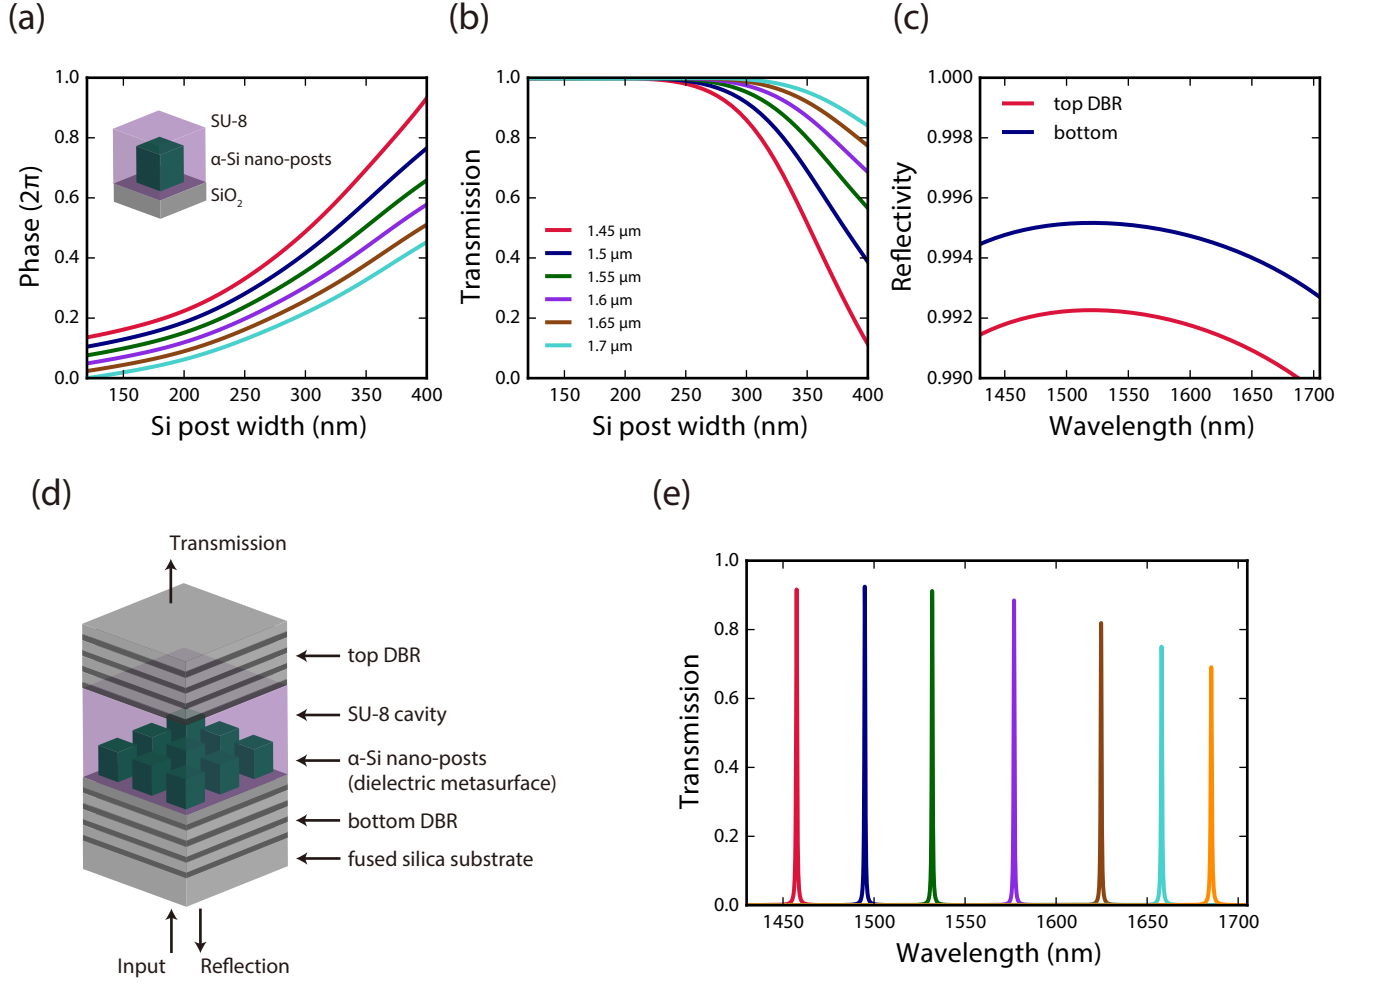 (a)
Phase (2π)
1.0
0.8
0.6
0.4
0.2
0.0
150 200 250 300 350 400
Si post width (nm)
SU-8
α-Si nano-posts
SiO2
(b)
Transmission
1.0
0.8
0.6
0.4
0.2
0.0
1.45 μm
1.5 μm
1.55 μm
1.6 μm
1.65 μm
1.7 μm
150 200 250 300 350 400
Si post width (nm)
(c)
Reflectivity
1.000
0.998
0.996
0.994
0.992
0.990
top DBR
bottom
1450 1500 1550 1600 1650 1700
Wavelength (nm)
(d)
Transmission
top DBR
SU-8 cavity
α-Si nano-posts
(dielectric metasurface)
bottom DBR
fused silica substrate
Input
Reflection
(e)
Transmission
1.0
0.8
0.6
0.4
0.2
0.0
1450 1500 1550 1600 1650 1700
Wavelength (nm)